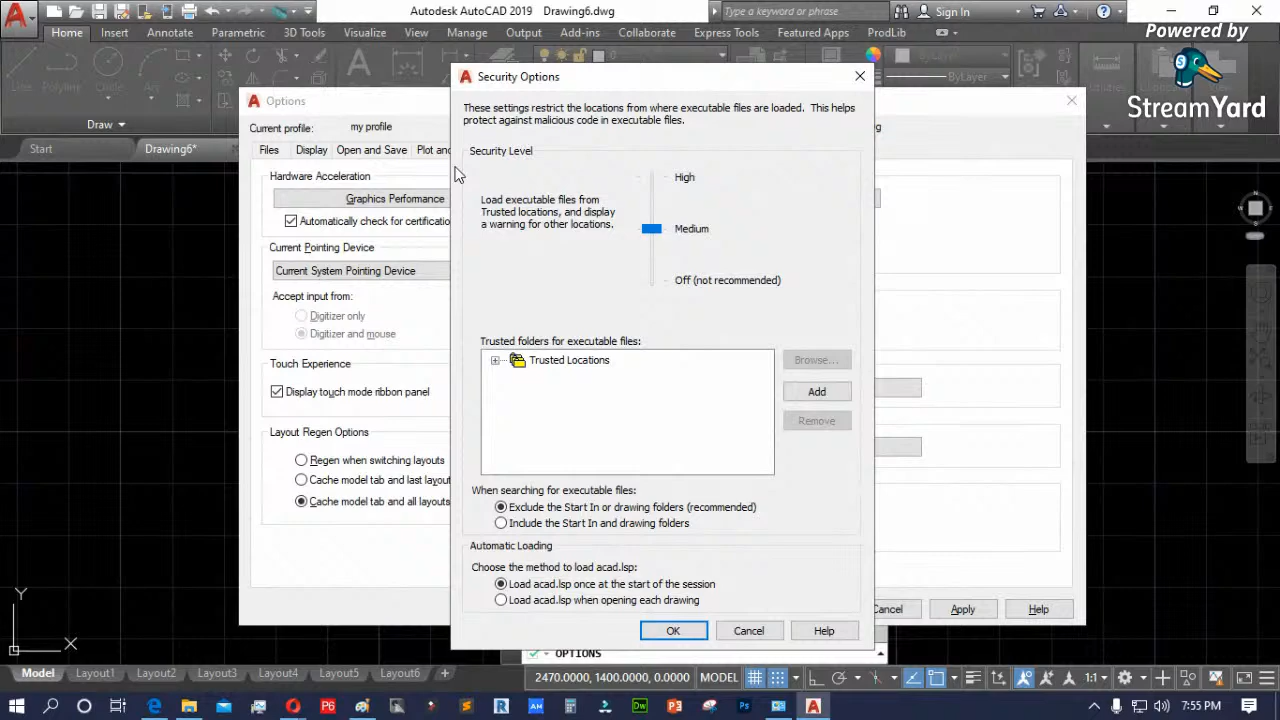 Autodesk AutoCAD 2019 Drawing6.dwg
Type a keyword or phrase
Sign In
Home Insert Annotate Parametric 3D Tools Visualize View Manage Output Add-ins Collaborate Express Tools Featured Apps ProdLib
Powered by
StreamYard
Line Polyline Circle Arc
ByLayer
Utilities
Draw
Start
Drawing6*
Options
Current profile: my profile
Files Display Open and Save Plot and
Hardware Acceleration
Graphics Performance
Automatically check for certificatio
Current Pointing Device
Current System Pointing Device
Accept input from:
Digitizer only
Digitizer and mouse
Touch Experience
Display touch mode ribbon panel
Layout Regen Options
Regen when switching layouts
Cache model tab and last layou
Cache model tab and all layouts
Security Options
These settings restrict the locations from where executable files are loaded. This helps
protect against malicious code in executable files.
Security Level
High
Load executable files from
Trusted locations, and display
a warning for other locations.
Medium
Off (not recommended)
Trusted folders for executable files:
Trusted Locations
Browse...
Add
Remove
When searching for executable files:
Exclude the Start In or drawing folders (recommended)
Include the Start In and drawing folders
Automatic Loading
Choose the method to load acad.lsp:
Load acad.lsp once at the start of the session
Load acad.lsp when opening each drawing
OK Cancel Help
Cancel Apply Help
OPTIONS
Y
X
Model Layout1 Layout2 Layout3 Layout4 Layout5 Layout6
2470.0000, 1400.0000, 0.0000 MODEL
1:1
7:55 PM